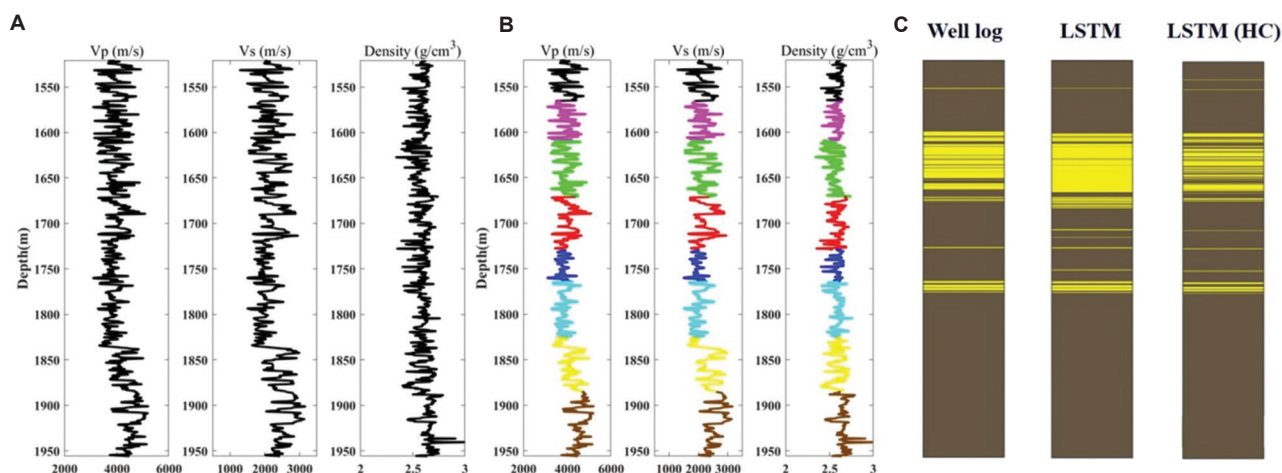 A
Vp (m/s)
Vs (m/s)
Density (g/cm³)
Depth(m)
1550
1600
1650
1700
1750
1800
1850
1900
1950
2000 4000 6000
1000 2000 3000
2 2.5 3
B
Vp (m/s)
Vs (m/s)
Density (g/cm³)
Depth(m)
1550
1600
1650
1700
1750
1800
1850
1900
1950
2000 4000 6000
1000 2000 3000
2 2.5 3
C
Well log
LSTM
LSTM (HC)